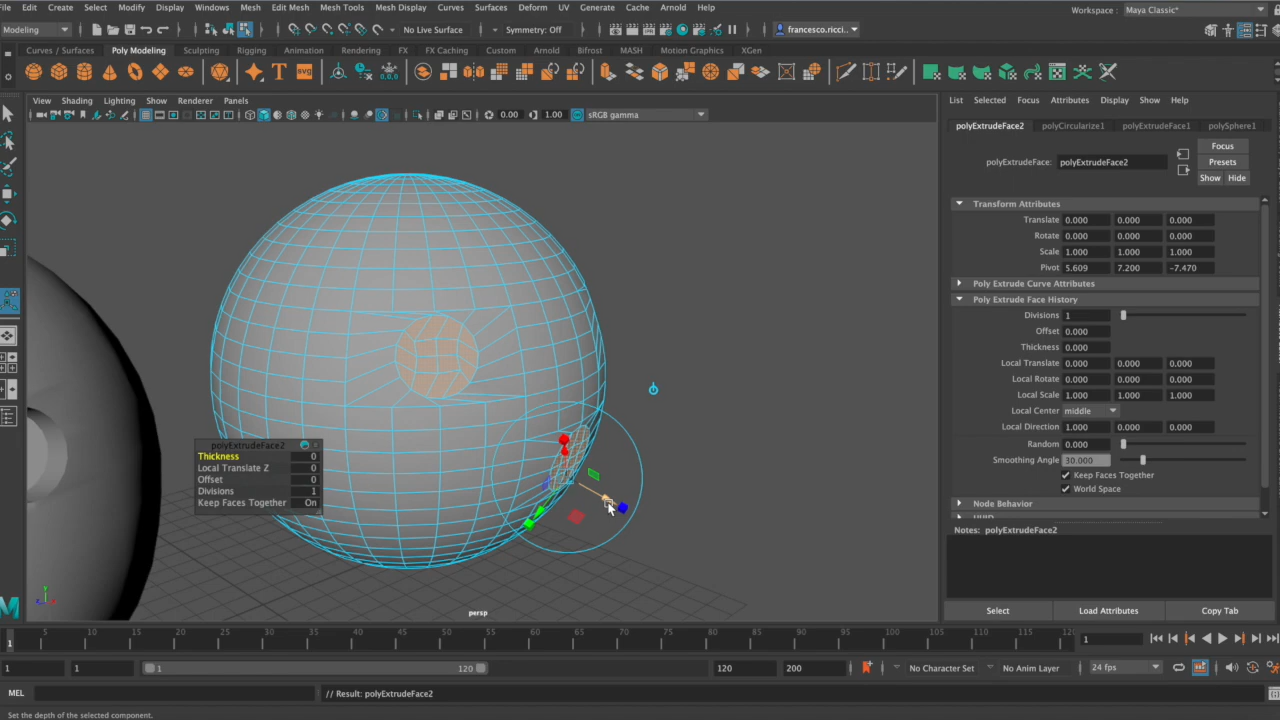 File Edit Create Select Modify Display Windows Mesh Edit Mesh Mesh Tools Mesh Display Curves Surfaces Deform UV Generate Cache Arnold Help Workspace : Maya Classic*
Modeling No Live Surface Symmetry: Off francesco.ricci..
Curves / Surfaces Poly Modeling Sculpting Rigging Animation Rendering FX FX Caching Custom Arnold Bifrost MASH Motion Graphics XGen
SVG 0,0,0
View Shading Lighting Show Renderer Panels
0.00 1.00 sRGB gamma
List Selected Focus Attributes Display Show Help
polyExtrudeFace2 polyCircularize1 polyExtrudeFace1 polySphere1
Focus
polyExtrudeFace: polyExtrudeFace2 Presets
Show Hide
Transform Attributes
Translate 0.000 0.000 0.000
Rotate 0.000 0.000 0.000
Scale 1.000 1.000 1.000
Pivot 5.609 7.200 -7.470
Poly Extrude Curve Attributes
Poly Extrude Face History
Divisions 1
Offset 0.000
Thickness 0.000
Local Translate 0.000 0.000 0.000
Local Rotate 0.000 0.000 0.000
Local Scale 1.000 1.000 1.000
Local Center middle
Local Direction 1.000 0.000 0.000
Random 0.000
Smoothing Angle 30.000
Keep Faces Together
World Space
Node Behavior
Notes: polyExtrudeFace2
Select Load Attributes Copy Tab
polyExtrudeFace2
Thickness 0
Local Translate Z 0
Offset 0
Divisions 1
Keep Faces Together On
persp
1 5 10 15 20 25 30 35 40 45 50 55 60 65 70 75 80 85 90 95 100 105 110 115 120 1
1 1 1 120 120 200 No Character Set No Anim Layer 24 fps
MEL // Result: polyExtrudeFace2
Set the depth of the selected component.